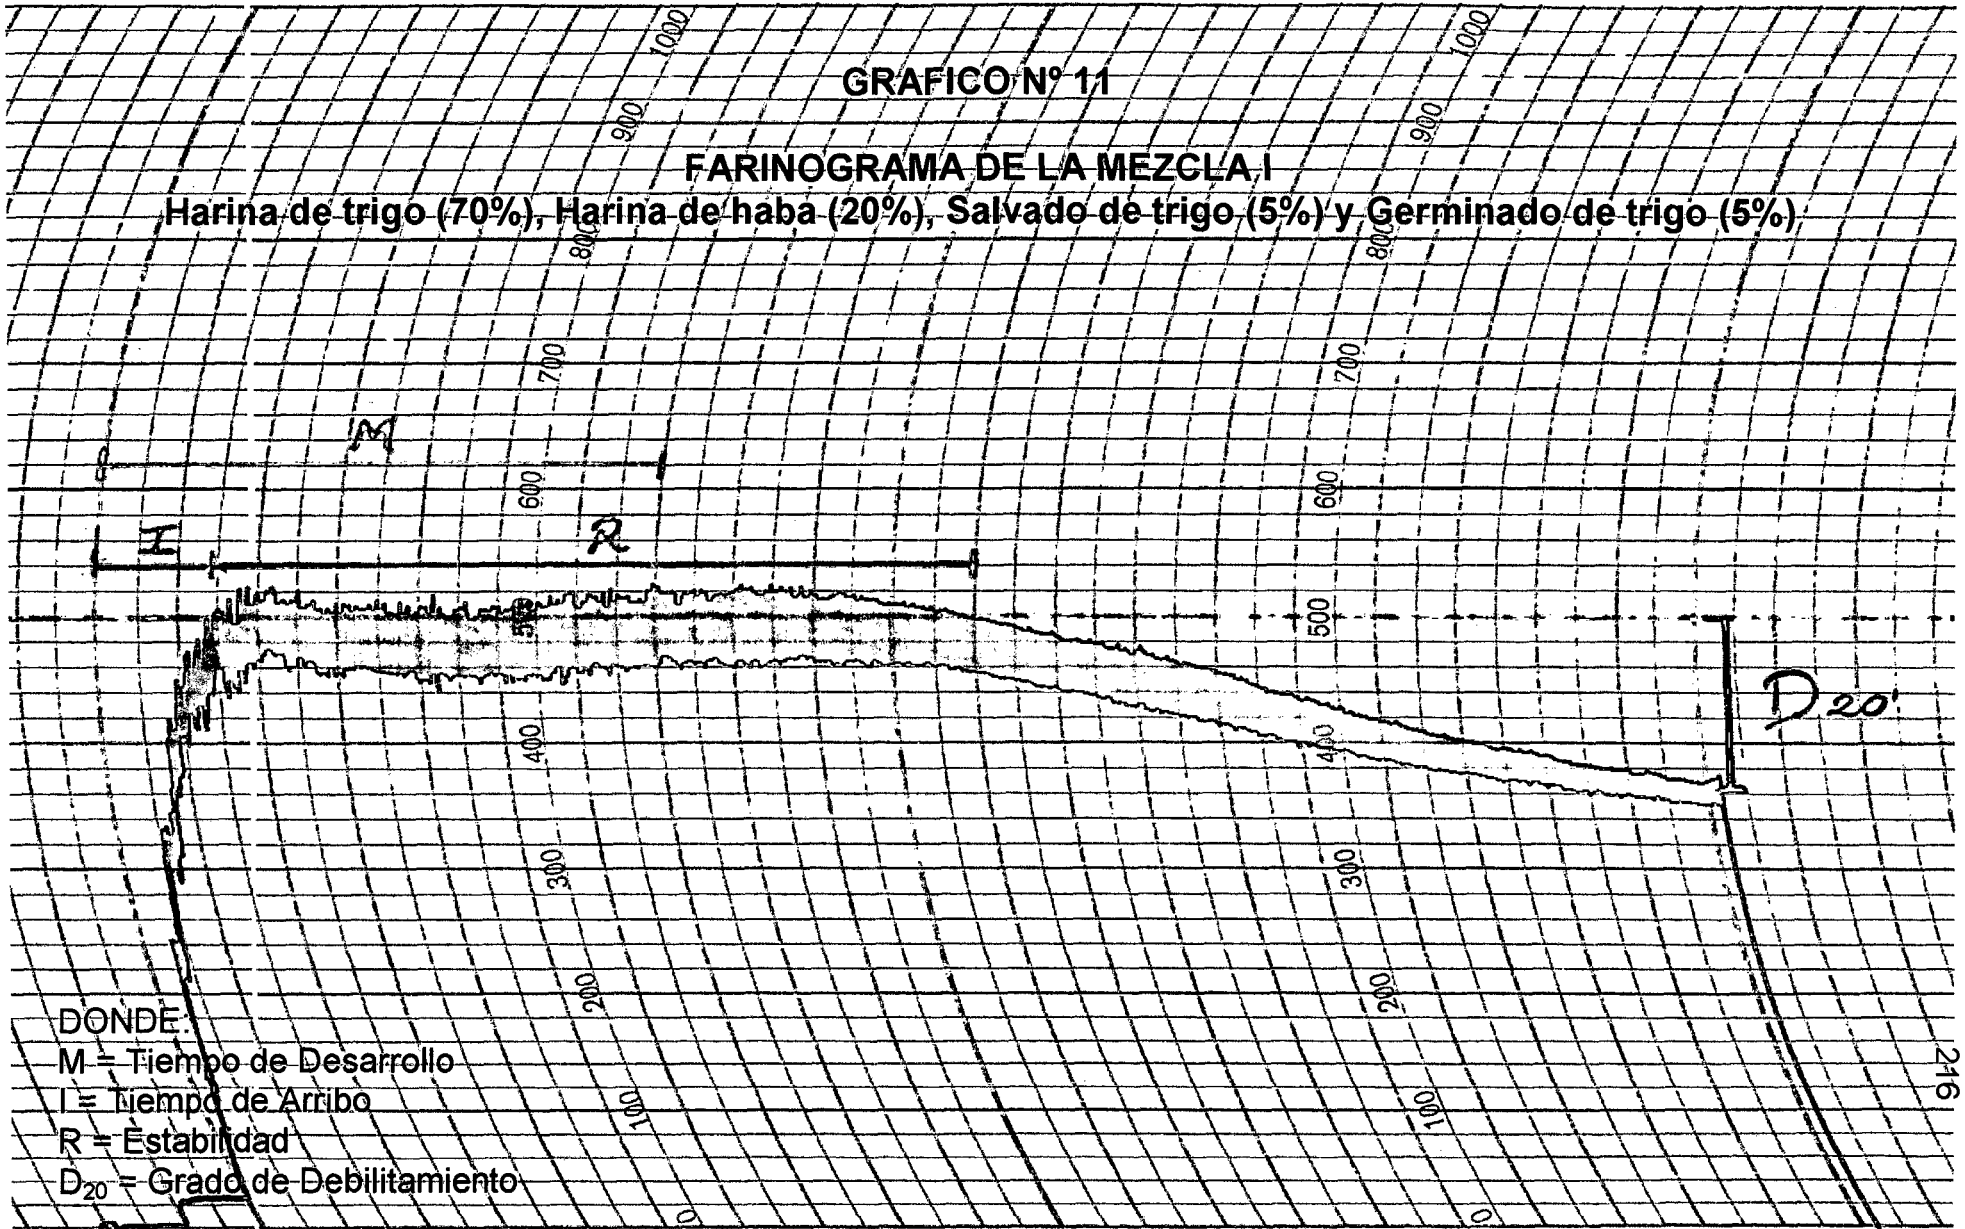 1000 1000
GRAFICO Nº 11
900 900
FARINOGRAMA DE LA MEZCLA I
Harina de trigo (70%), Harina de haba (20%), Salvado de trigo (5%) y Germinado de trigo (5%)
800 800
700 700
M
600 600
I R
500 500
D 20'
400 400
300 300
200 200
DONDE:
M = Tiempo de Desarrollo
I = Tiempo de Arribo
100 100
R = Estabilidad
D20 = Grado de Debilitamiento
0 0
216